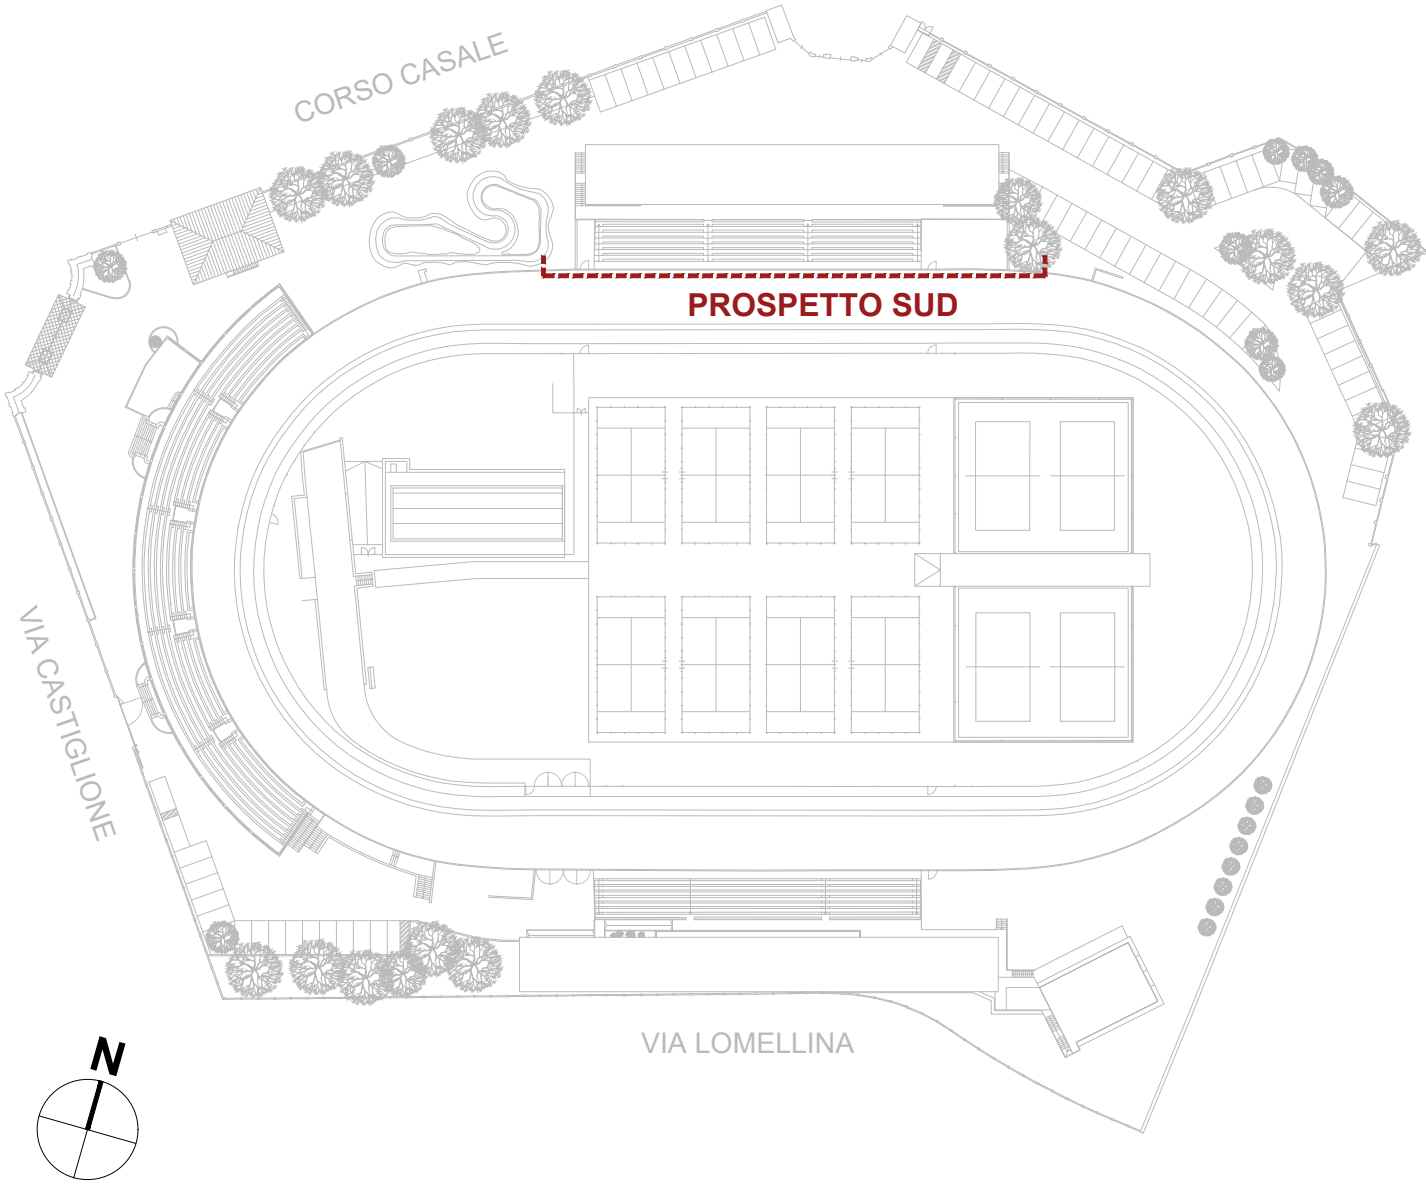 CORSO CASALE
PROSPETTO SUD
VIA CASTIGLIONE
VIA LOMELLINA
N